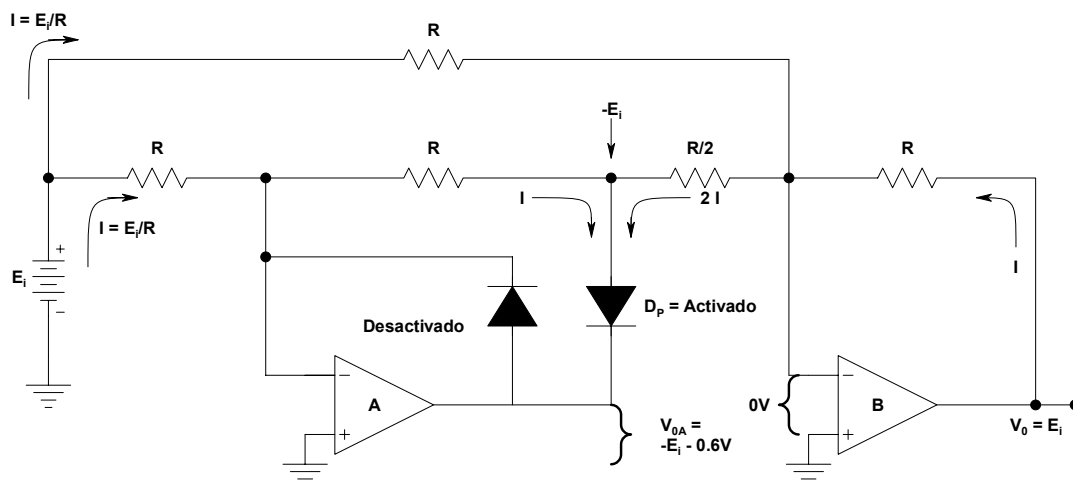 I = Ei/R
R
-Ei
R
R
R/2
R
I
2 I
I = Ei/R
I
+
Ei
−
Desactivado
DP = Activado
−
A
+
V0A =
-Ei - 0.6V
0V
−
B
+
V0 = Ei